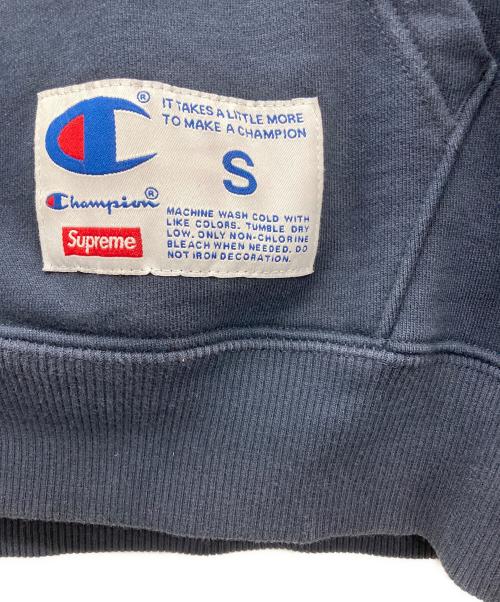 ®
IT TAKES A LITTLE MORE
TO MAKE A CHAMPION
S
Champion®
Supreme
MACHINE WASH COLD WITH
LIKE COLORS. TUMBLE DRY
LOW. ONLY NON-CHLORINE
BLEACH WHEN NEEDED. DO
NOT IRON DECORATION.